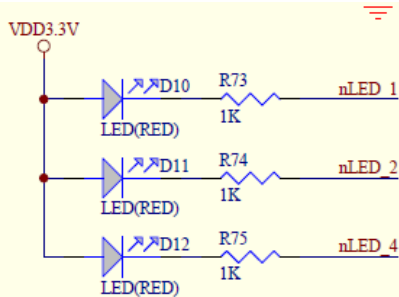 VDD3.3V
D10 R73 nLED_1
LED(RED) 1K
D11 R74 nLED_2
LED(RED) 1K
D12 R75 nLED_4
LED(RED) 1K